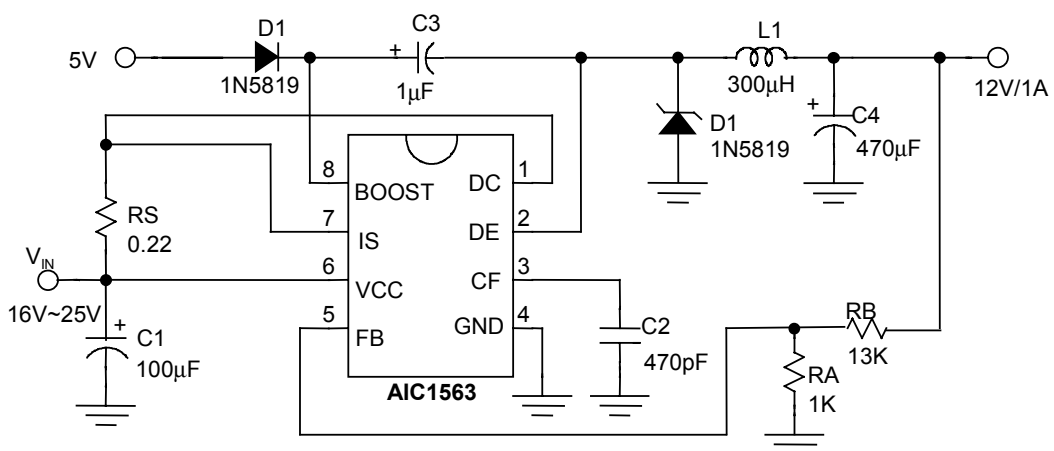 5V
D1
1N5819
C3
+
1μF
L1
300μH
12V/1A
D1
1N5819
+
C4
470μF
8
BOOST
DC
1
7
IS
DE
2
6
VCC
CF
3
5
FB
GND
4
AIC1563
RS
0.22
VIN
16V~25V
+
C1
100μF
C2
470pF
RB
13K
RA
1K